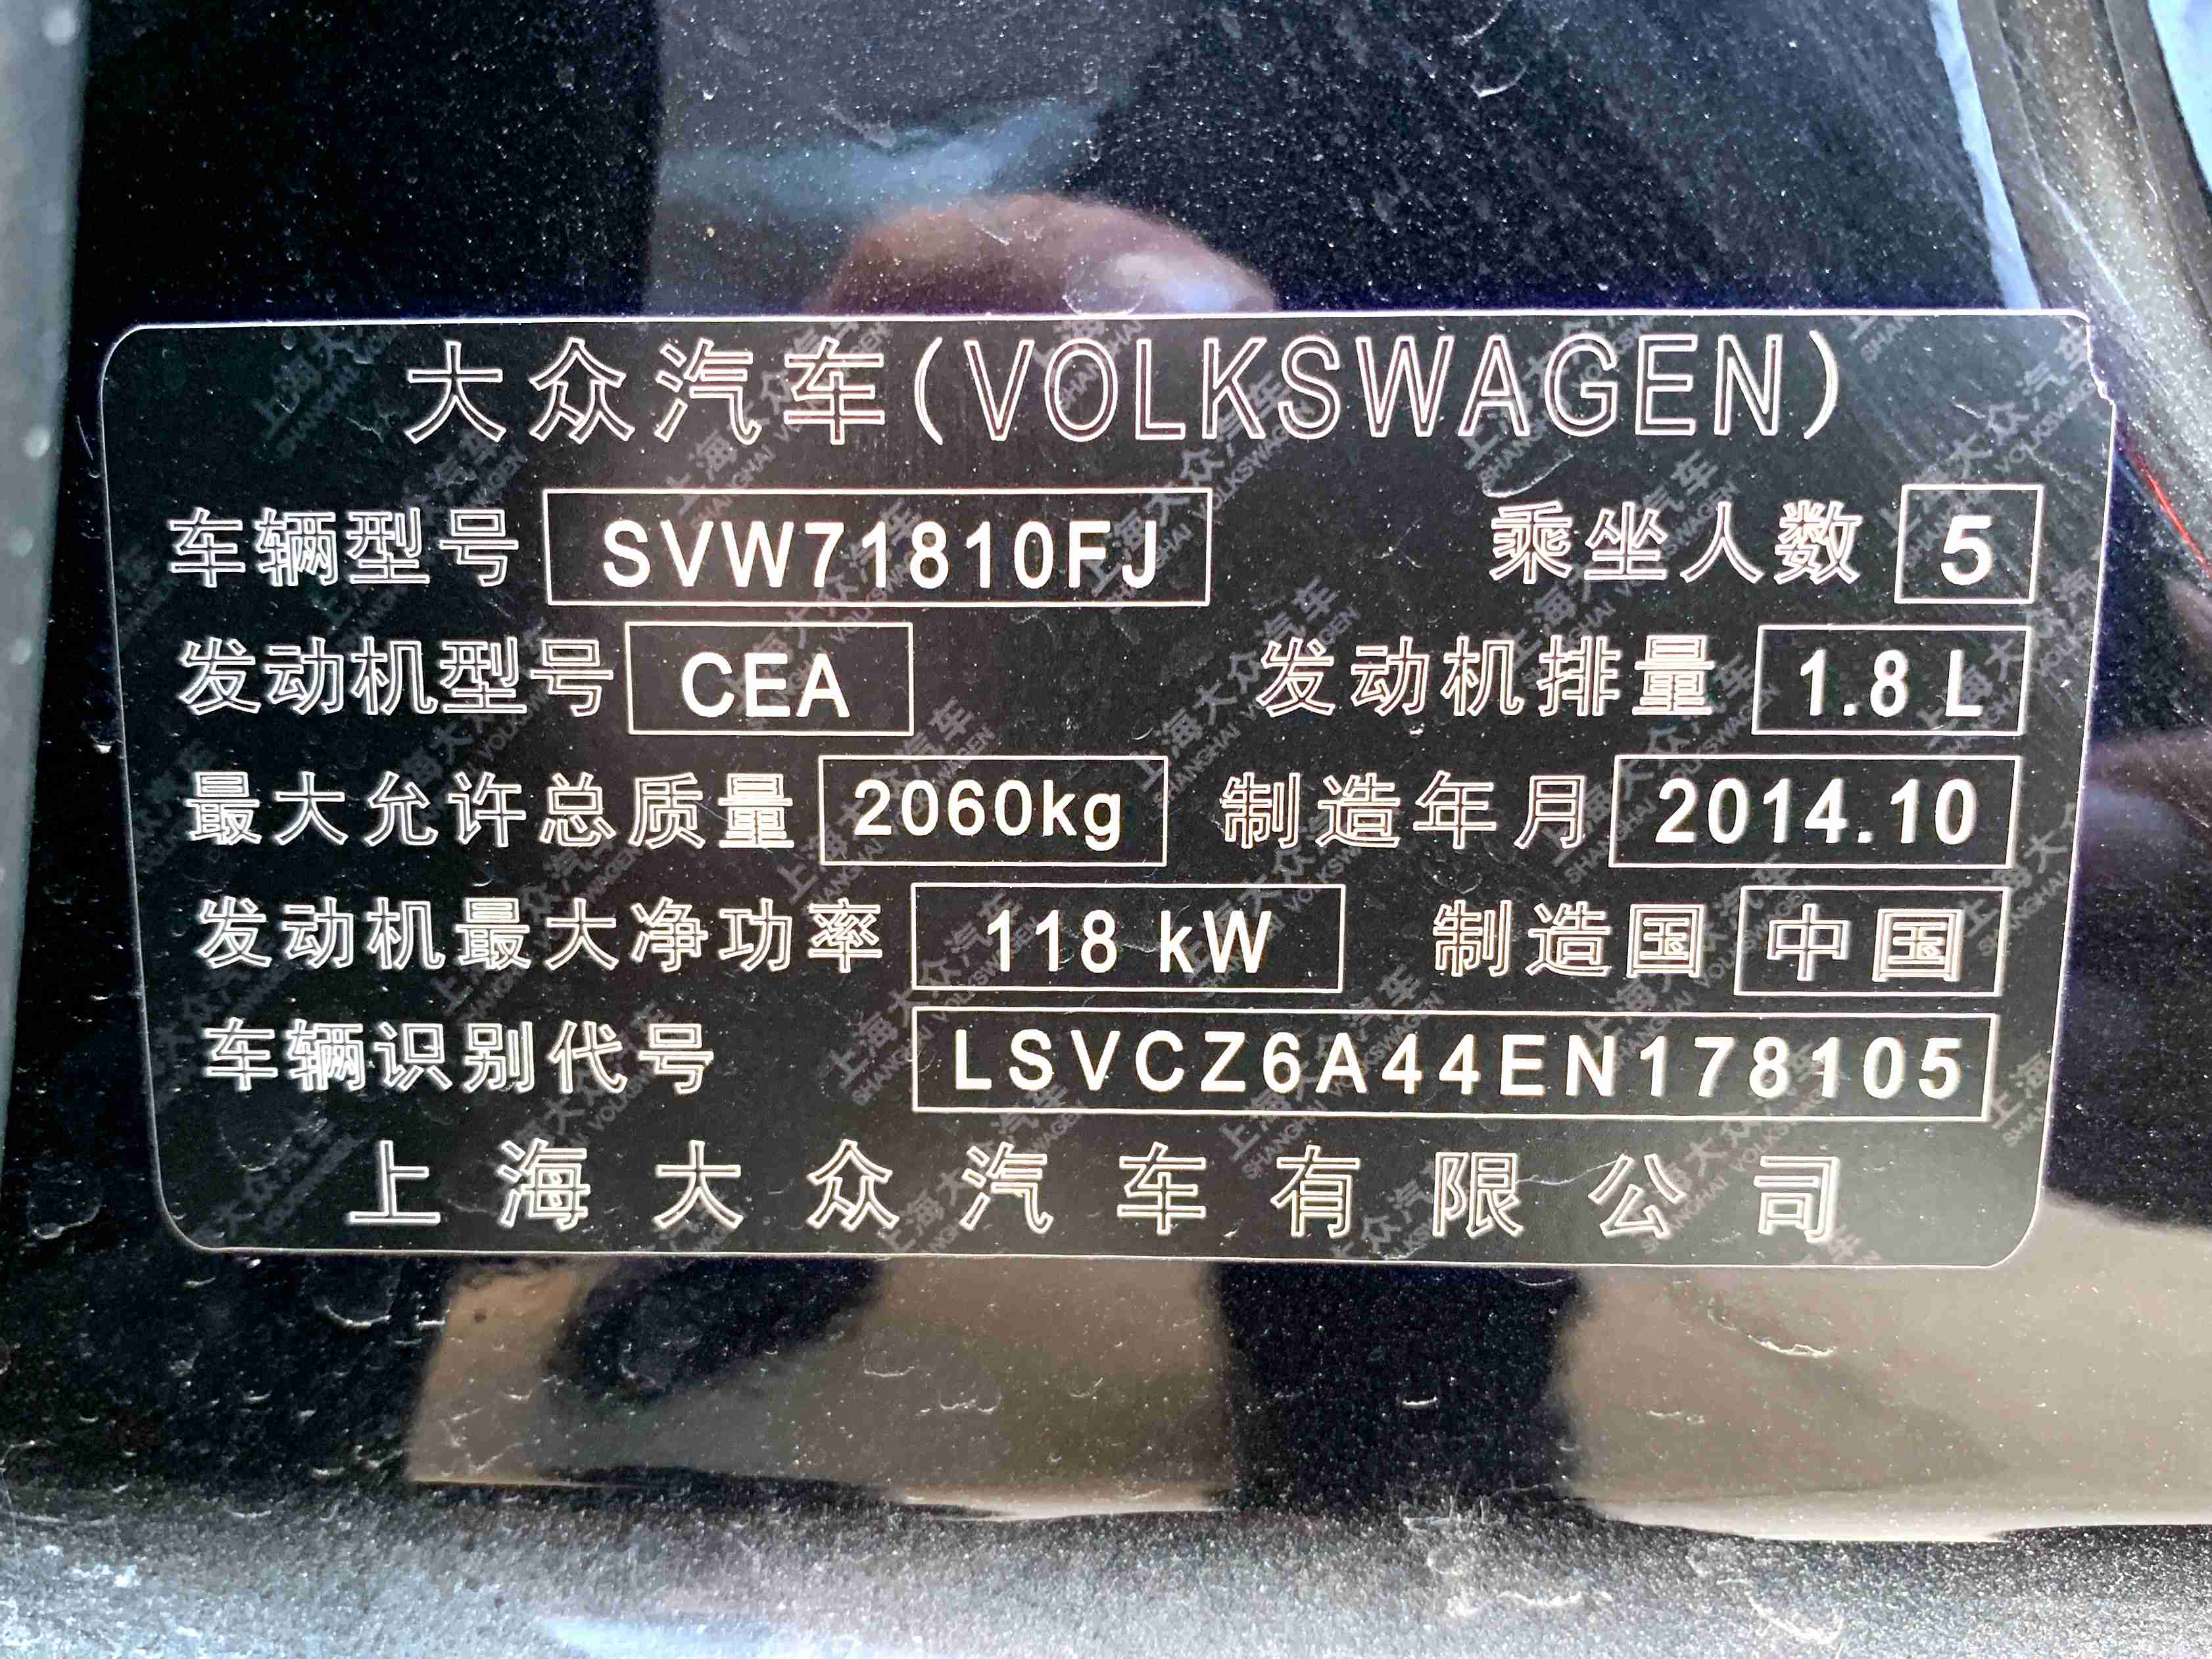 大众汽车(VOLKSWAGEN)
车辆型号 SVW71810FJ 乘坐人数 5
发动机型号 CEA 发动机排量 1.8 L
最大允许总质量 2060kg 制造年月 2014.10
发动机最大净功率 118 kW 制造国 中国
车辆识别代号 LSVCZ6A44EN178105
上海大众汽车有限公司